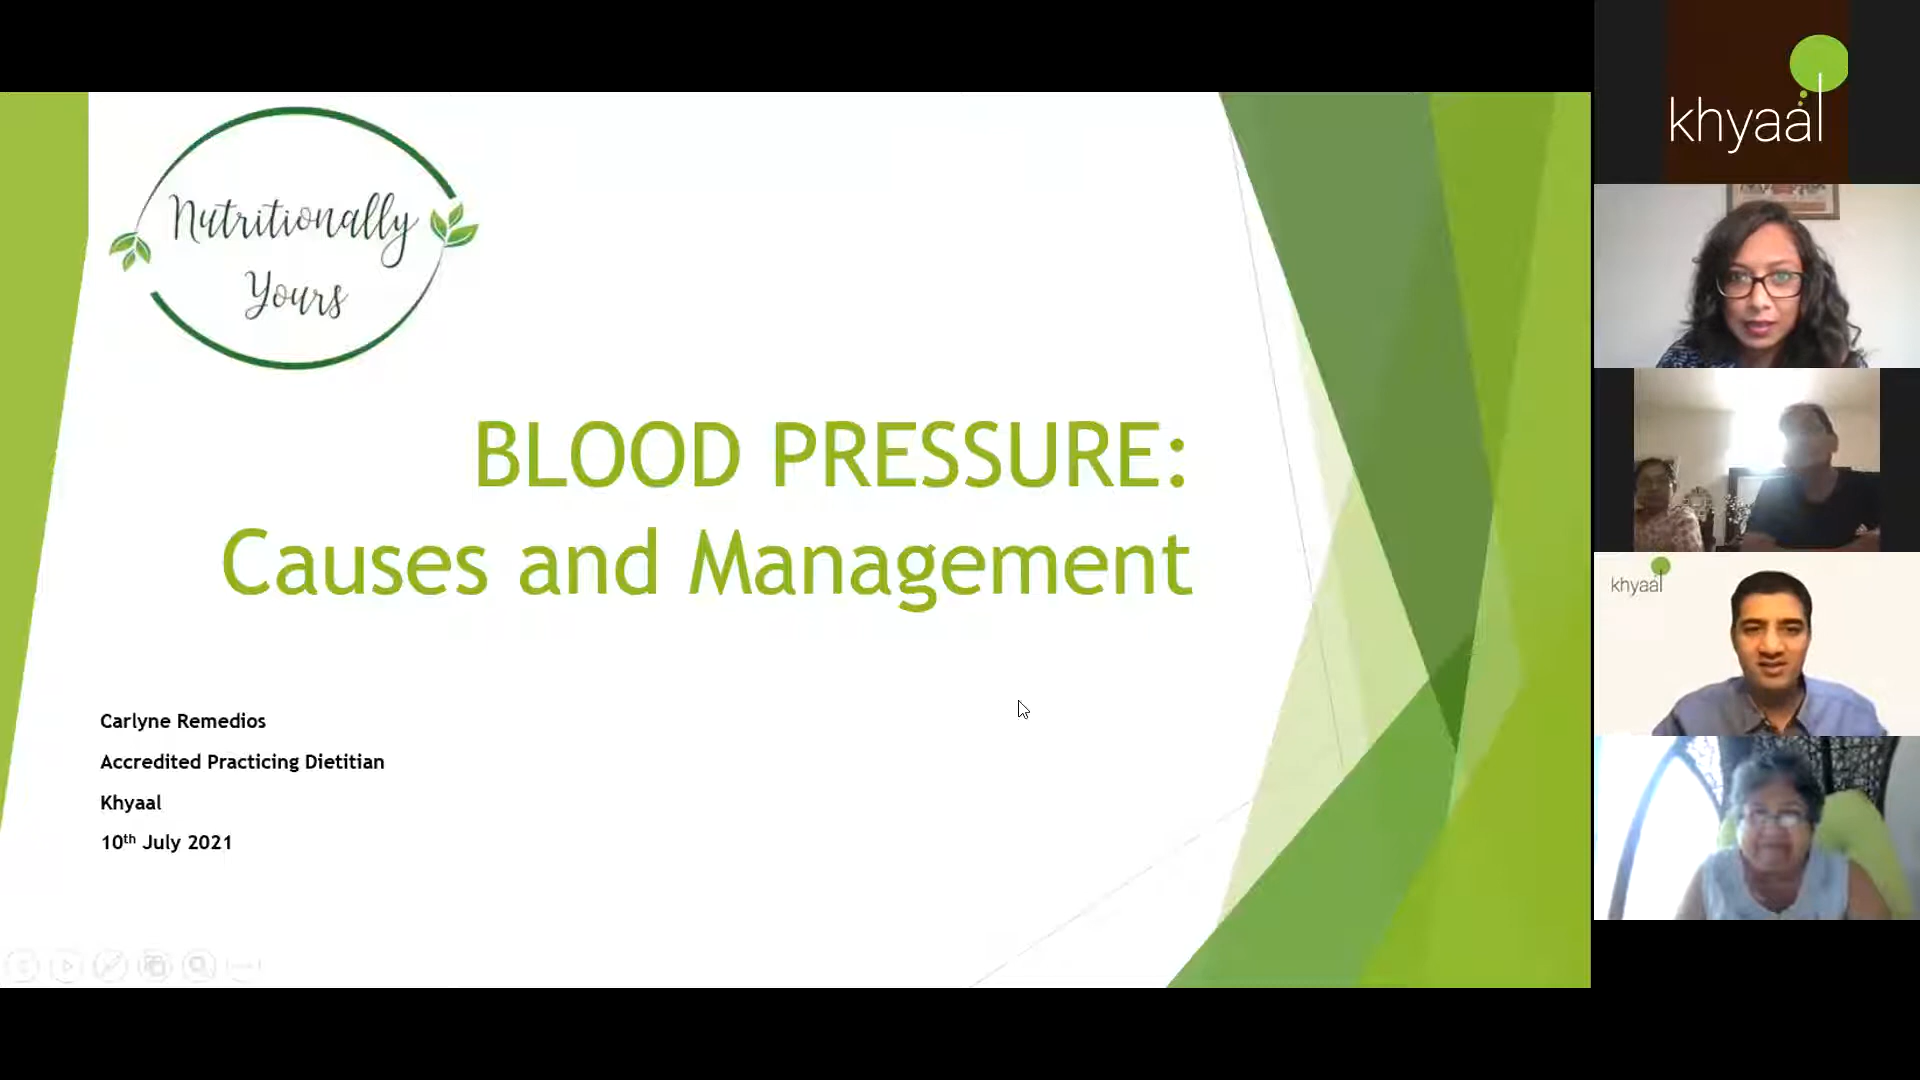 Nutritionally
Yours
BLOOD PRESSURE:
Causes and Management
Carlyne Remedios
Accredited Practicing Dietitian
Khyaal
10th July 2021
khyaal
khyaal